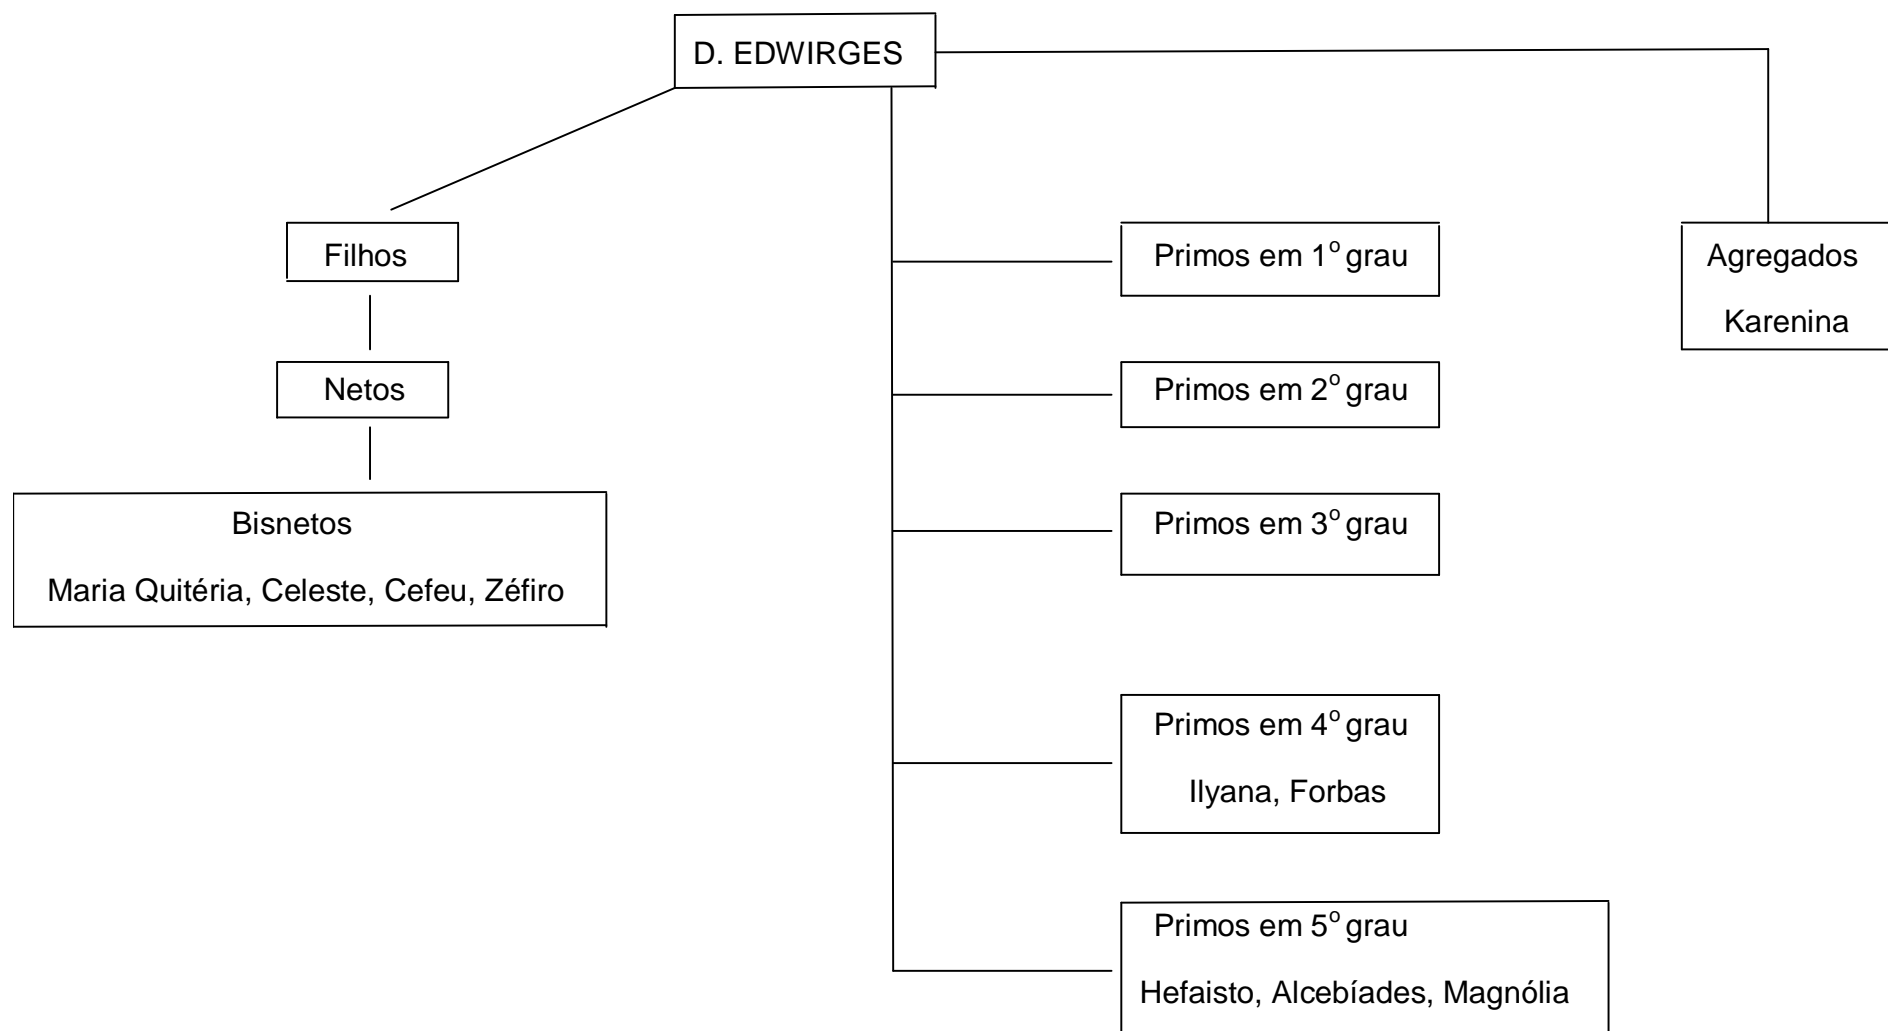 D. EDWIRGES
Filhos
Netos
Bisnetos
Maria Quitéria, Celeste, Cefeu, Zéfiro
Primos em 1º grau
Primos em 2º grau
Primos em 3º grau
Primos em 4º grau
Ilyana, Forbas
Primos em 5º grau
Hefaisto, Alcebíades, Magnólia
Agregados
Karenina